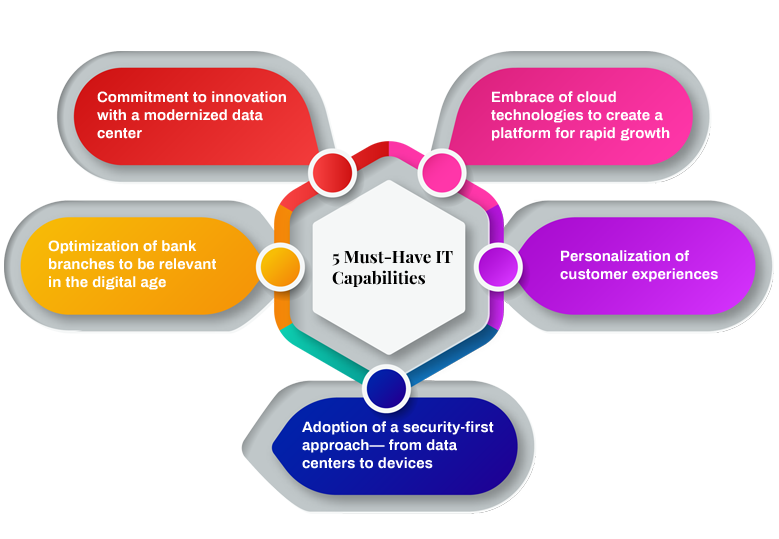 Commitment to innovation
with a modernized data
center
Embrace of cloud
technologies to create a
platform for rapid growth
Optimization of bank
branches to be relevant
in the digital age
5 Must-Have IT
Capabilities
Personalization of
customer experiences
Adoption of a security-first
approach— from data
centers to devices